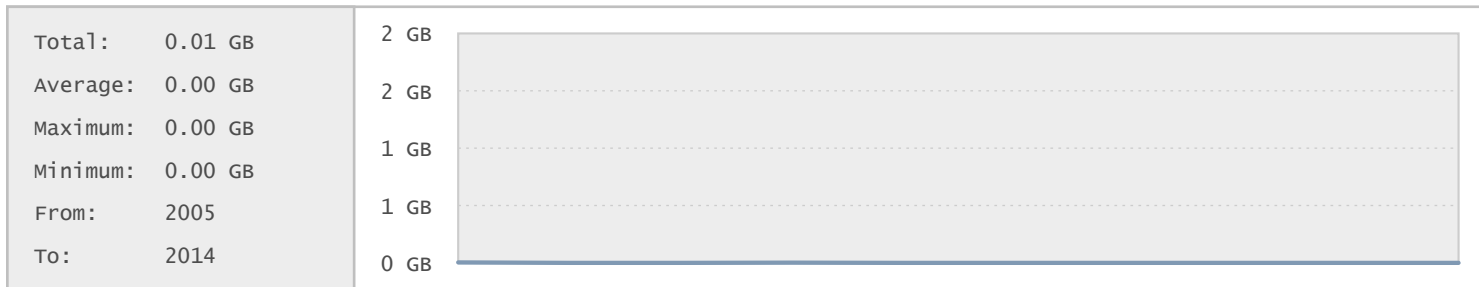 Total: 0.01 GB
Average: 0.00 GB
Maximum: 0.00 GB
Minimum: 0.00 GB
From: 2005
To: 2014
2 GB
2 GB
1 GB
1 GB
0 GB